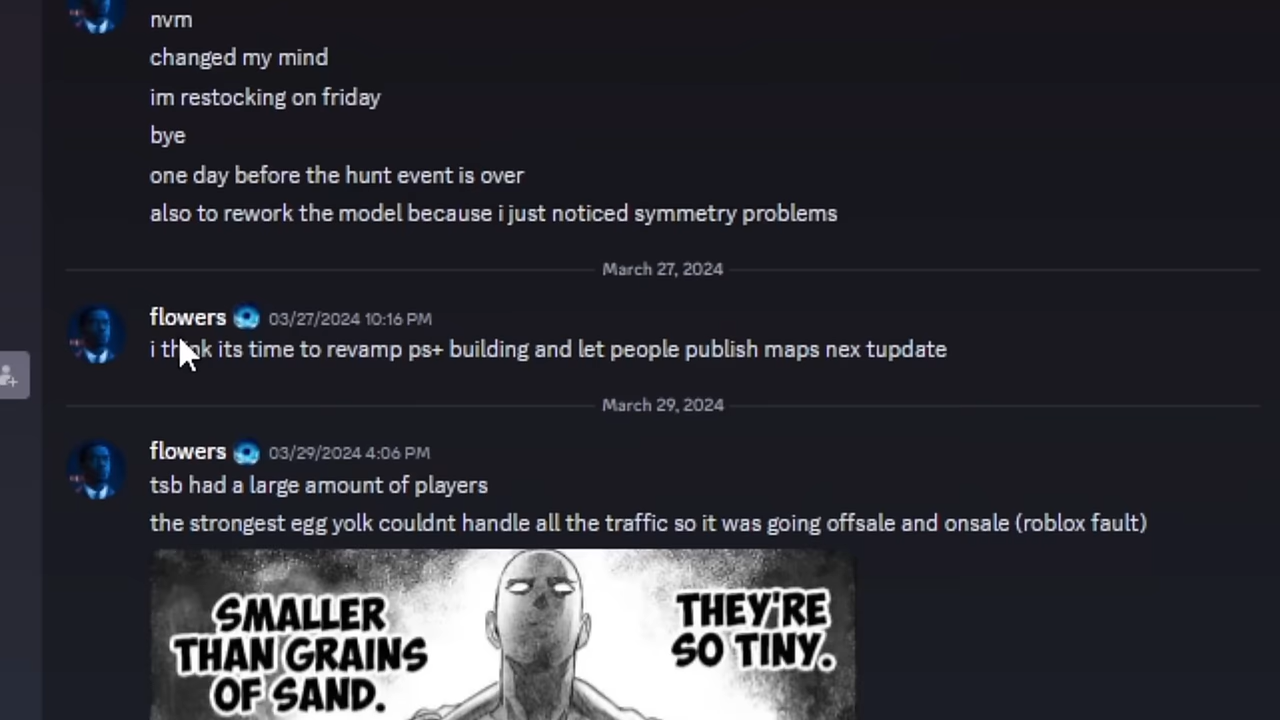 nvm
changed my mind
im restocking on friday
bye
one day before the hunt event is over
also to rework the model because i just noticed symmetry problems
March 27, 2024
flowers 03/27/2024 10:16 PM
i think its time to revamp ps+ building and let people publish maps nex tupdate
March 29, 2024
flowers 03/29/2024 4:06 PM
tsb had a large amount of players
the strongest egg yolk couldnt handle all the traffic so it was going offsale and onsale (roblox fault)
SMALLER
THAN GRAINS
OF SAND.
THEY'RE
SO TINY.